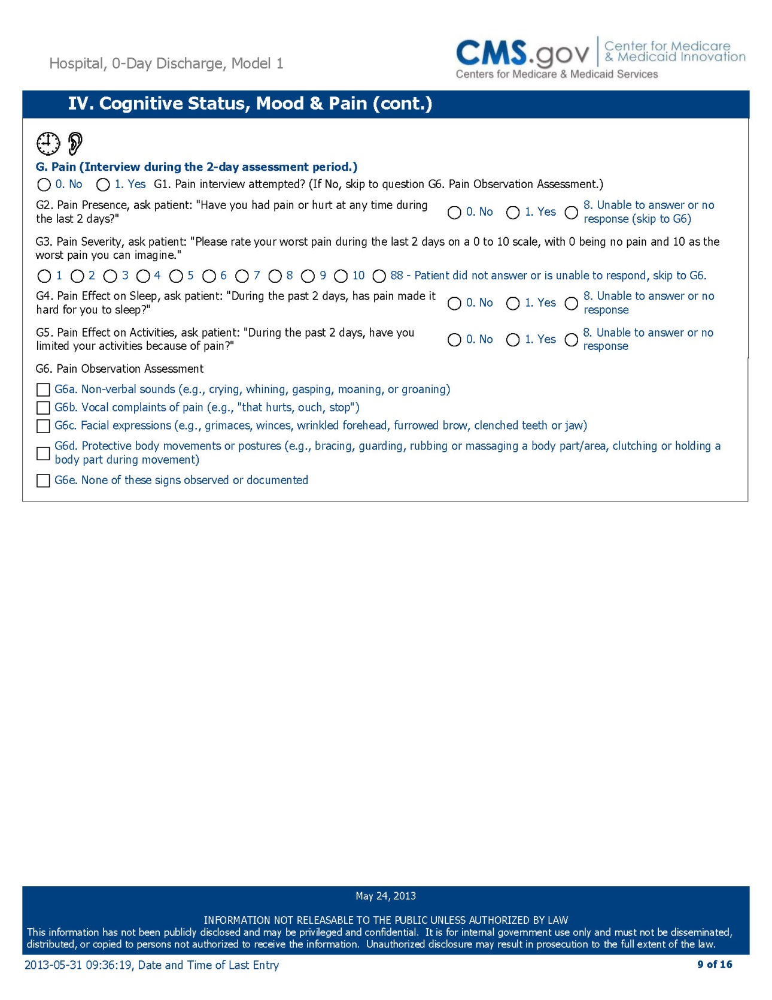 Hospital, 0-Day Discharge, Model 1
CMS.gov
Centers for Medicare & Medicaid Services
Center for Medicare
& Medicaid Innovation
IV. Cognitive Status, Mood & Pain (cont.)
G. Pain (Interview during the 2-day assessment period.)
0. No 1. Yes G1. Pain interview attempted? (If No, skip to question G6. Pain Observation Assessment.)
G2. Pain Presence, ask patient: "Have you had pain or hurt at any time during
the last 2 days?"
0. No 1. Yes 8. Unable to answer or no
response (skip to G6)
G3. Pain Severity, ask patient: "Please rate your worst pain during the last 2 days on a 0 to 10 scale, with 0 being no pain and 10 as the
worst pain you can imagine."
1 2 3 4 5 6 7 8 9 10 88 - Patient did not answer or is unable to respond, skip to G6.
G4. Pain Effect on Sleep, ask patient: "During the past 2 days, has pain made it
hard for you to sleep?"
0. No 1. Yes 8. Unable to answer or no
response
G5. Pain Effect on Activities, ask patient: "During the past 2 days, have you
limited your activities because of pain?"
0. No 1. Yes 8. Unable to answer or no
response
G6. Pain Observation Assessment
G6a. Non-verbal sounds (e.g., crying, whining, gasping, moaning, or groaning)
G6b. Vocal complaints of pain (e.g., "that hurts, ouch, stop")
G6c. Facial expressions (e.g., grimaces, winces, wrinkled forehead, furrowed brow, clenched teeth or jaw)
G6d. Protective body movements or postures (e.g., bracing, guarding, rubbing or massaging a body part/area, clutching or holding a
body part during movement)
G6e. None of these signs observed or documented
May 24, 2013
INFORMATION NOT RELEASABLE TO THE PUBLIC UNLESS AUTHORIZED BY LAW
This information has not been publicly disclosed and may be privileged and confidential. It is for internal government use only and must not be disseminated,
distributed, or copied to persons not authorized to receive the information. Unauthorized disclosure may result in prosecution to the full extent of the law.
2013-05-31 09:36:19, Date and Time of Last Entry
9 of 16